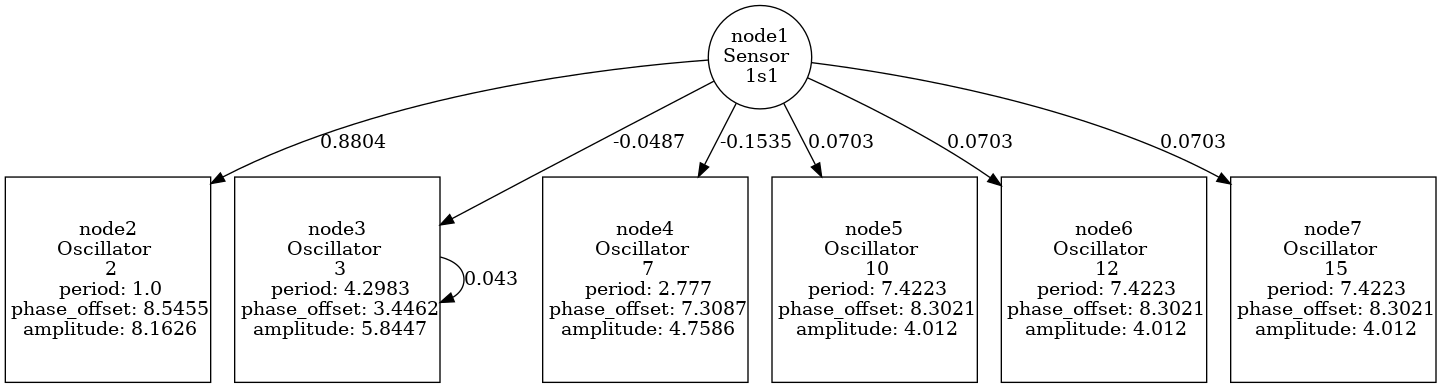 node1
Sensor
1s1
0.8804
-0.0487
-0.1535
0.0703
0.0703
0.0703
node2
Oscillator
2
period: 1.0
phase_offset: 8.5455
amplitude: 8.1626
node3
Oscillator
3
period: 4.2983
phase_offset: 3.4462
amplitude: 5.8447
0.043
node4
Oscillator
7
period: 2.777
phase_offset: 7.3087
amplitude: 4.7586
node5
Oscillator
10
period: 7.4223
phase_offset: 8.3021
amplitude: 4.012
node6
Oscillator
12
period: 7.4223
phase_offset: 8.3021
amplitude: 4.012
node7
Oscillator
15
period: 7.4223
phase_offset: 8.3021
amplitude: 4.012